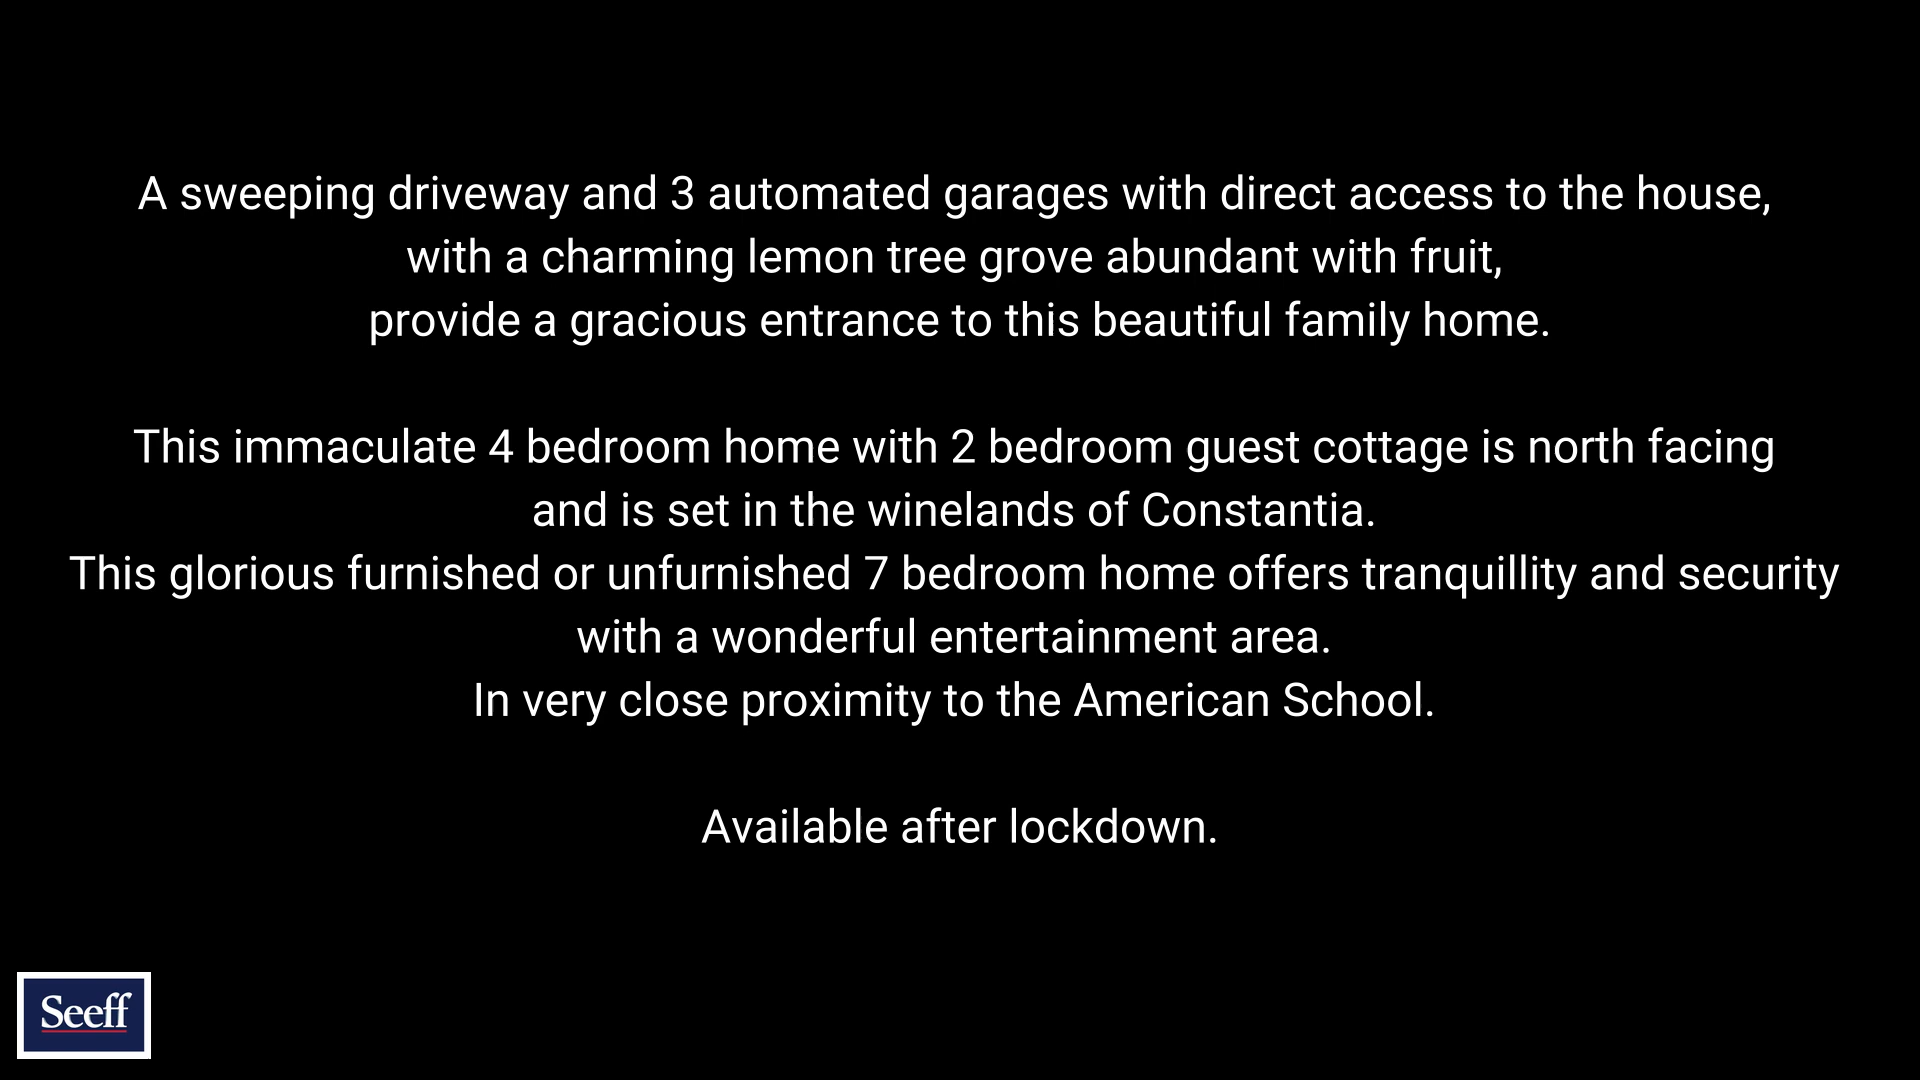 A sweeping driveway and 3 automated garages with direct access to the house,
with a charming lemon tree grove abundant with fruit,
provide a gracious entrance to this beautiful family home.
This immaculate 4 bedroom home with 2 bedroom guest cottage is north facing
and is set in the winelands of Constantia.
This glorious furnished or unfurnished 7 bedroom home offers tranquillity and security
with a wonderful entertainment area.
In very close proximity to the American School.
Available after lockdown.
Seeff